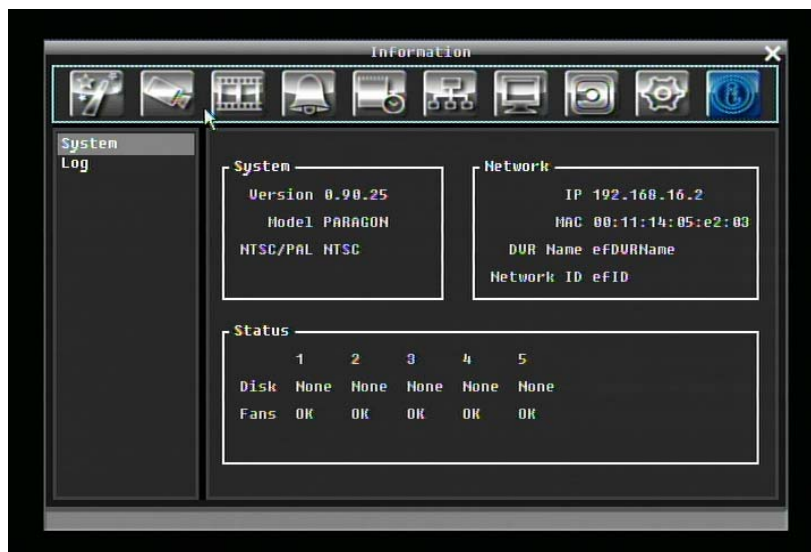 Information
System
Log
System
Version 0.90.25
Model PARAGON
NTSC/PAL NTSC
Network
IP 192.168.16.2
MAC 00:11:14:05:e2:03
DVR Name efDVRName
Network ID efID
Status
1 2 3 4 5
Disk None None None None None
Fans OK OK OK OK OK